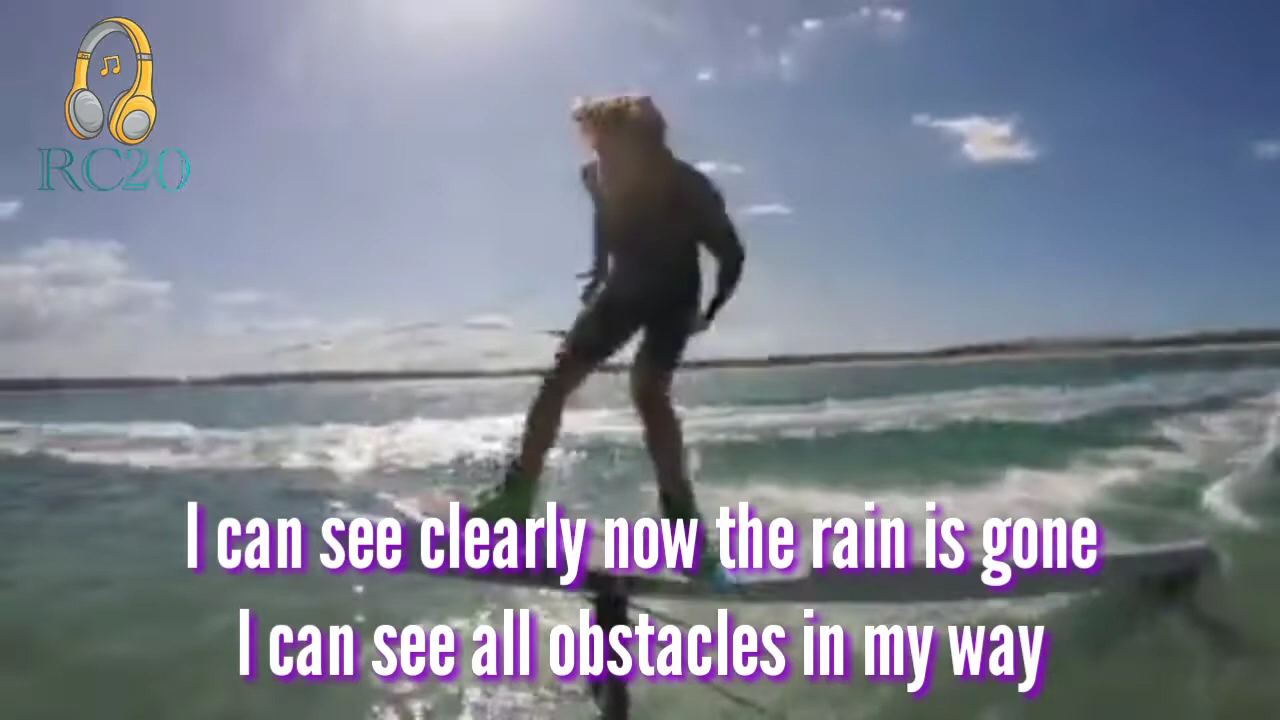 RC20
I can see clearly now the rain is gone
I can see all obstacles in my way